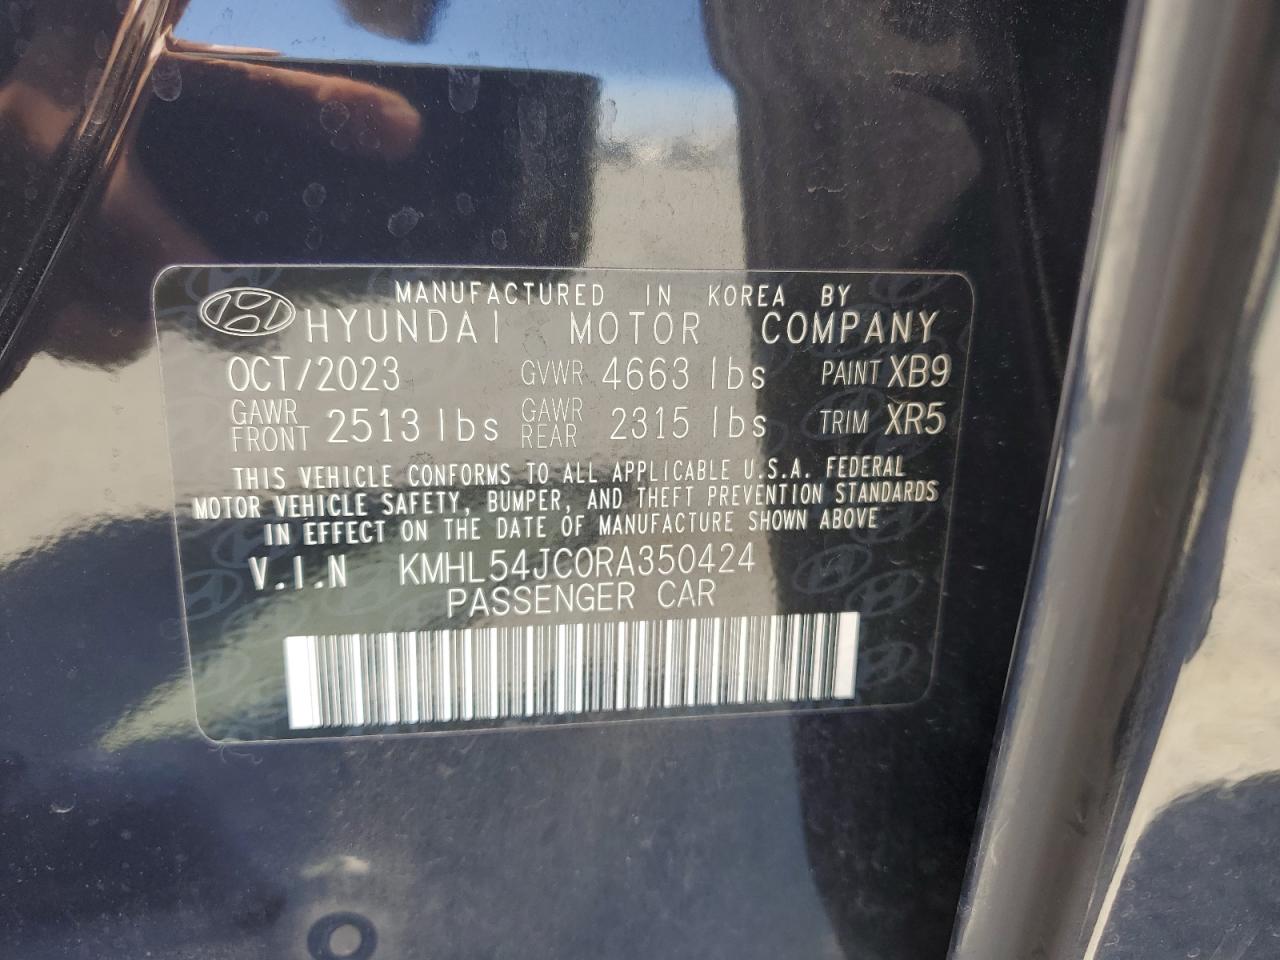 MANUFACTURED IN KOREA BY
HYUNDAI MOTOR COMPANY
OCT/2023 GVWR 4663 lbs PAINT XB9
GAWR FRONT 2513 lbs GAWR REAR 2315 lbs TRIM XR5
THIS VEHICLE CONFORMS TO ALL APPLICABLE U.S.A. FEDERAL
MOTOR VEHICLE SAFETY, BUMPER, AND THEFT PREVENTION STANDARDS
IN EFFECT ON THE DATE OF MANUFACTURE SHOWN ABOVE
V.I.N KMHL54JC0RA350424
PASSENGER CAR